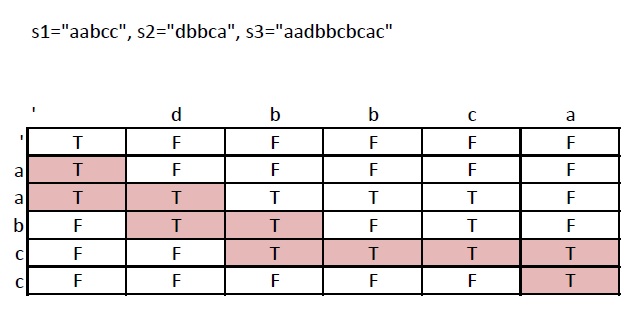 s1="aabcc", s2="dbbca", s3="aadbbcbcac"
' d b b c a
' T F F F F F
a T F F F F F
a T T T T T F
b F T T F T F
c F F T T T T
c F F F F F T